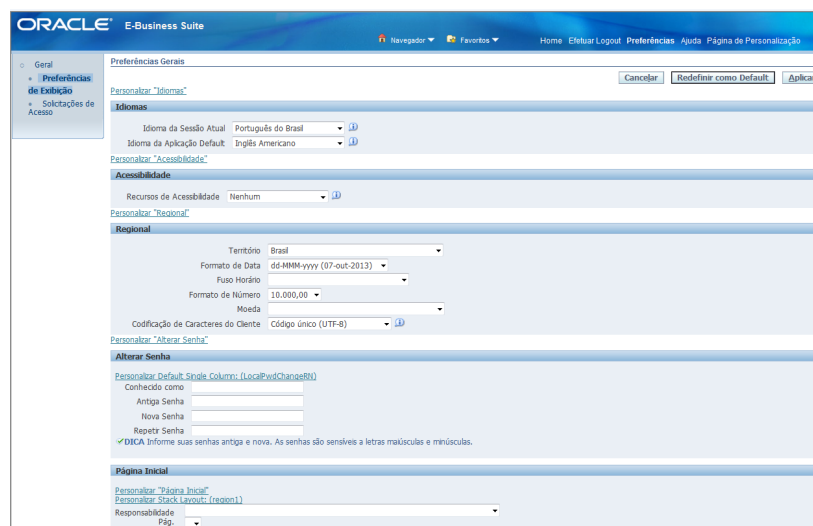 ORACLE® E-Business Suite
Navegador Favoritos Home Efetuar Logout Preferências Ajuda Página de Personalização
Geral
Preferências de Exibição
Solicitações de Acesso
Preferências Gerais
Cancelar Redefinir como Default Aplicar
Personalizar "Idiomas"
Idiomas
Idioma da Sessão Atual Português do Brasil
Idioma da Aplicação Default Inglês Americano
Personalizar "Acessibilidade"
Acessibilidade
Recursos de Acessibilidade Nenhum
Personalizar "Regional"
Regional
Território Brasil
Formato de Data dd-MMM-yyyy (07-out-2013)
Fuso Horário
Formato de Número 10.000,00
Moeda
Codificação de Caracteres do Cliente Código único (UTF-8)
Personalizar "Alterar Senha"
Alterar Senha
Personalizar Default Single Column: (LocalPwdChangeRN)
Conhecido como
Antiga Senha
Nova Senha
Repetir Senha
DICA Informe suas senhas antiga e nova. As senhas são sensíveis a letras maiúsculas e minúsculas.
Página Inicial
Personalizar "Página Inicial"
Personalizar Stack Layout: (region1)
Responsabilidade
Pág.